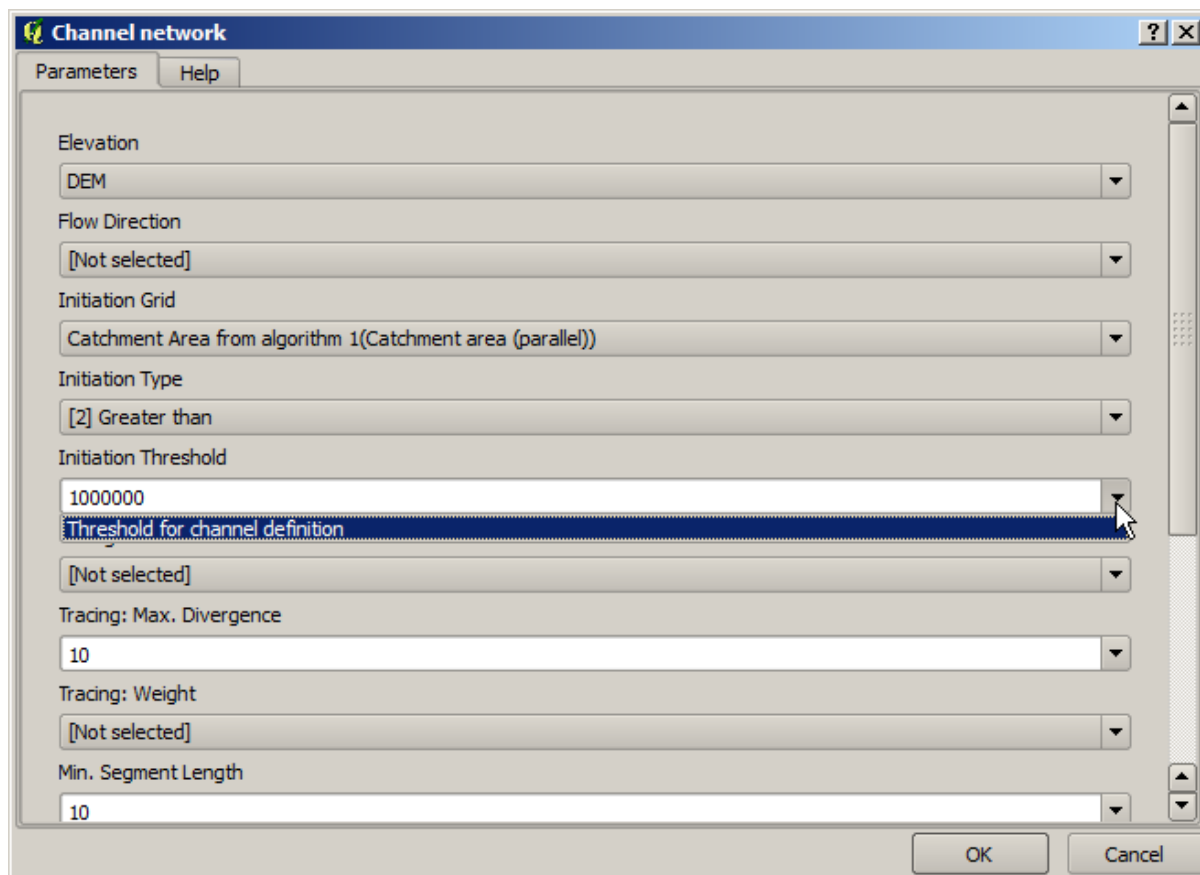 Channel network
Parameters
Help
Elevation
DEM
Flow Direction
[Not selected]
Initiation Grid
Catchment Area from algorithm 1(Catchment area (parallel))
Initiation Type
[2] Greater than
Initiation Threshold
1000000
Threshold for channel definition
[Not selected]
Tracing: Max. Divergence
10
Tracing: Weight
[Not selected]
Min. Segment Length
10
OK
Cancel